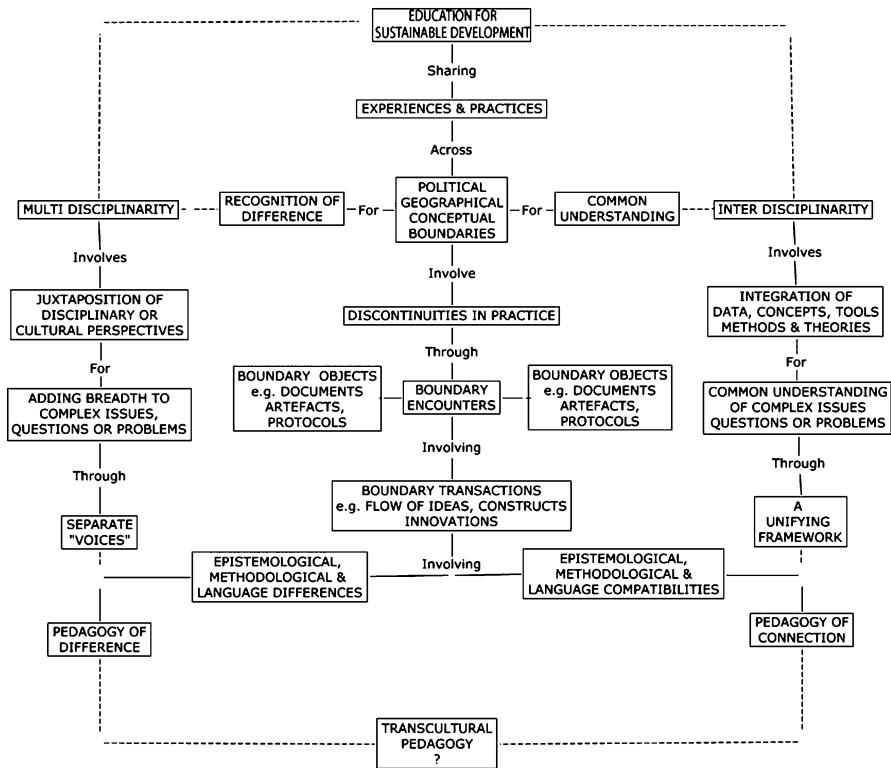 EDUCATION FOR
SUSTAINABLE DEVELOPMENT
Sharing
EXPERIENCES & PRACTICES
Across
MULTI DISCIPLINARITY
RECOGNITION OF
DIFFERENCE
For
POLITICAL
GEOGRAPHICAL
CONCEPTUAL
BOUNDARIES
For
COMMON
UNDERSTANDING
INTER DISCIPLINARITY
Involves
Involve
Involves
JUXTAPOSITION OF
DISCIPLINARY OR
CULTURAL PERSPECTIVES
DISCONTINUITIES IN PRACTICE
INTEGRATION OF
DATA, CONCEPTS, TOOLS
METHODS & THEORIES
For
Through
For
ADDING BREADTH TO
COMPLEX ISSUES,
QUESTIONS OR PROBLEMS
BOUNDARY OBJECTS
e.g. DOCUMENTS
ARTEFACTS,
PROTOCOLS
BOUNDARY
ENCOUNTERS
BOUNDARY OBJECTS
e.g. DOCUMENTS
ARTEFACTS,
PROTOCOLS
COMMON UNDERSTANDING
OF COMPLEX ISSUES
QUESTIONS OR PROBLEMS
Through
Involving
Through
SEPARATE
"VOICES"
BOUNDARY TRANSACTIONS
e.g. FLOW OF IDEAS, CONSTRUCTS
INNOVATIONS
A
UNIFYING
FRAMEWORK
EPISTEMOLOGICAL,
METHODOLOGICAL &
LANGUAGE DIFFERENCES
Involving
EPISTEMOLOGICAL,
METHODOLOGICAL &
LANGUAGE COMPATIBILITIES
PEDAGOGY OF
DIFFERENCE
PEDAGOGY OF
CONNECTION
TRANSCULTURAL
PEDAGOGY
?